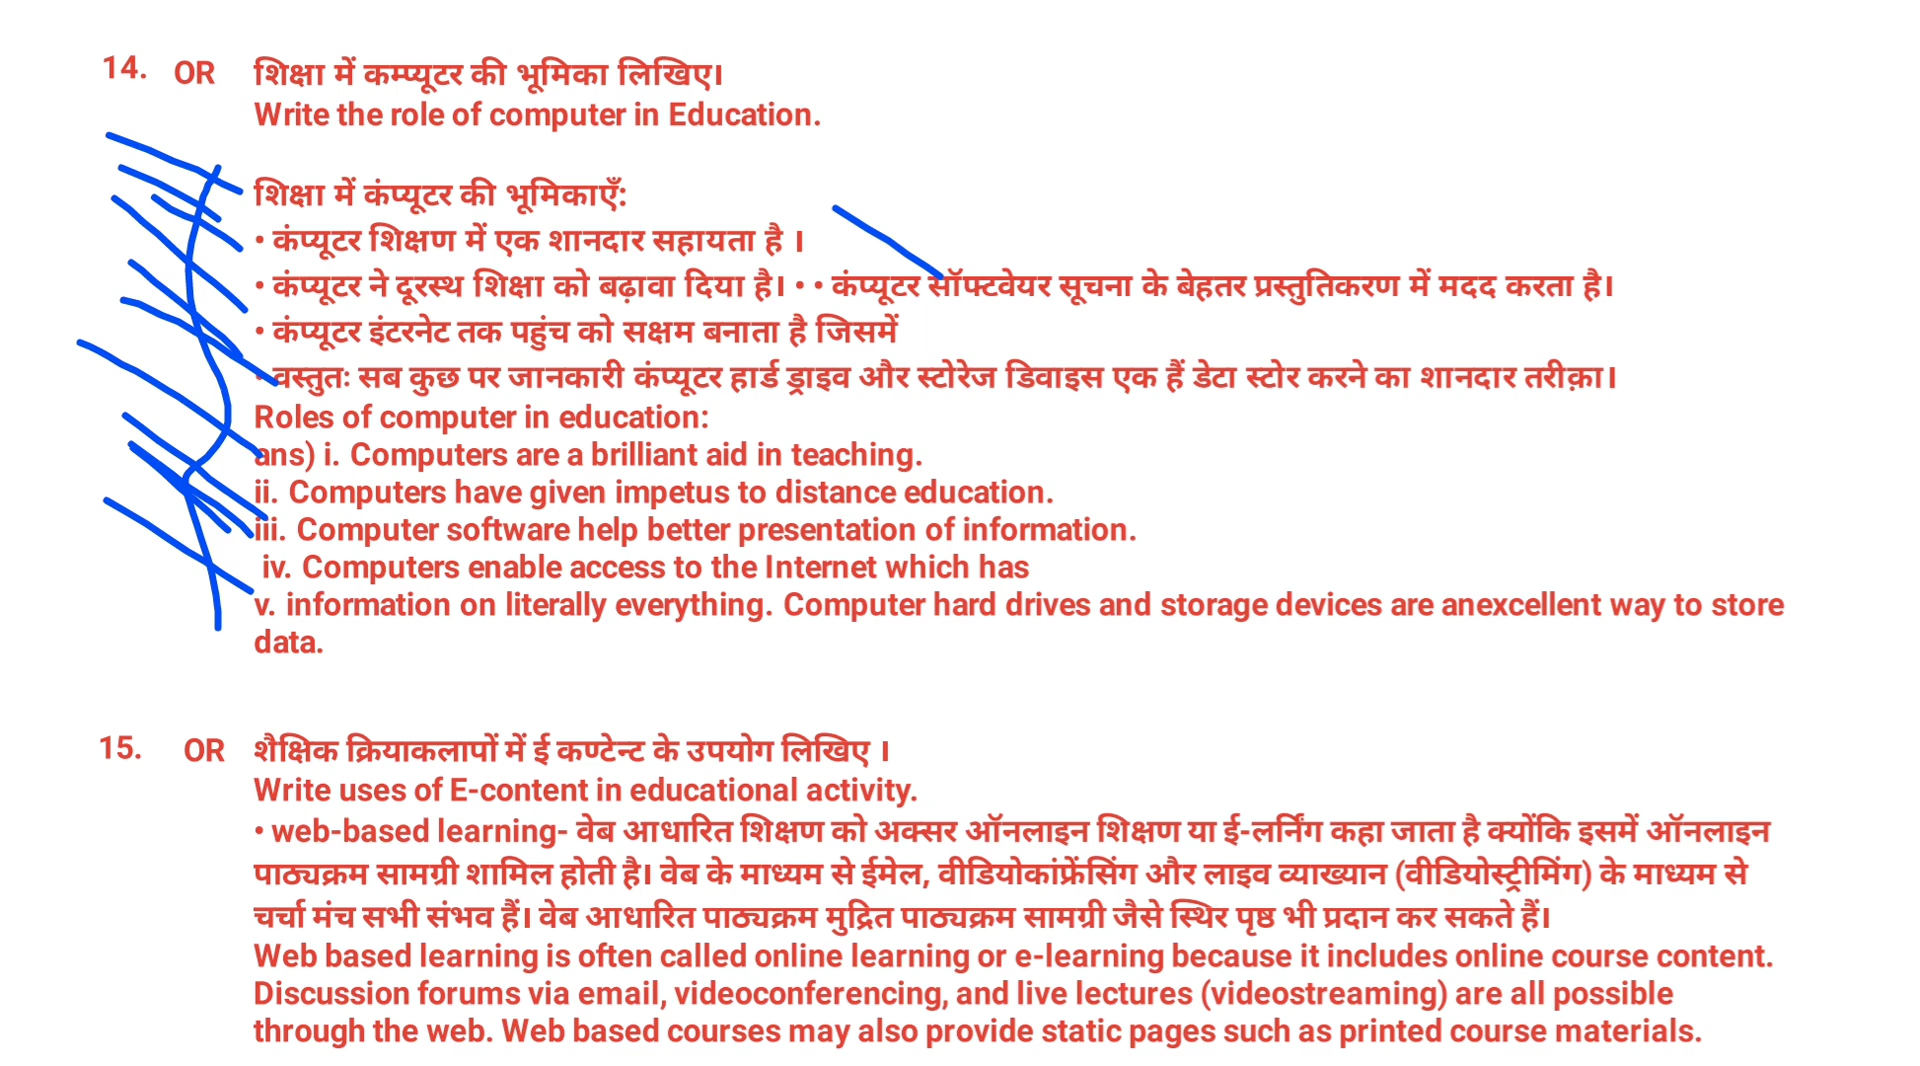 14. OR शिक्षा में कम्प्यूटर की भूमिका लिखिए।
Write the role of computer in Education.
शिक्षा में कंप्यूटर की भूमिकाएँ:
• कंप्यूटर शिक्षण में एक शानदार सहायता है ।
• कंप्यूटर ने दूरस्थ शिक्षा को बढ़ावा दिया है। • • कंप्यूटर सॉफ्टवेयर सूचना के बेहतर प्रस्तुतिकरण में मदद करता है।
• कंप्यूटर इंटरनेट तक पहुंच को सक्षम बनाता है जिसमें
• वस्तुतः सब कुछ पर जानकारी कंप्यूटर हार्ड ड्राइव और स्टोरेज डिवाइस एक हैं डेटा स्टोर करने का शानदार तरीक़ा।
Roles of computer in education:
ans) i. Computers are a brilliant aid in teaching.
ii. Computers have given impetus to distance education.
iii. Computer software help better presentation of information.
iv. Computers enable access to the Internet which has
v. information on literally everything. Computer hard drives and storage devices are anexcellent way to store
data.
15. OR शैक्षिक क्रियाकलापों में ई कण्टेन्ट के उपयोग लिखिए ।
Write uses of E-content in educational activity.
• web-based learning- वेब आधारित शिक्षण को अक्सर ऑनलाइन शिक्षण या ई-लर्निंग कहा जाता है क्योंकि इसमें ऑनलाइन
पाठ्यक्रम सामग्री शामिल होती है। वेब के माध्यम से ईमेल, वीडियोकांफ्रेंसिंग और लाइव व्याख्यान (वीडियोस्ट्रीमिंग) के माध्यम से
चर्चा मंच सभी संभव हैं। वेब आधारित पाठ्यक्रम मुद्रित पाठ्यक्रम सामग्री जैसे स्थिर पृष्ठ भी प्रदान कर सकते हैं।
Web based learning is often called online learning or e-learning because it includes online course content.
Discussion forums via email, videoconferencing, and live lectures (videostreaming) are all possible
through the web. Web based courses may also provide static pages such as printed course materials.